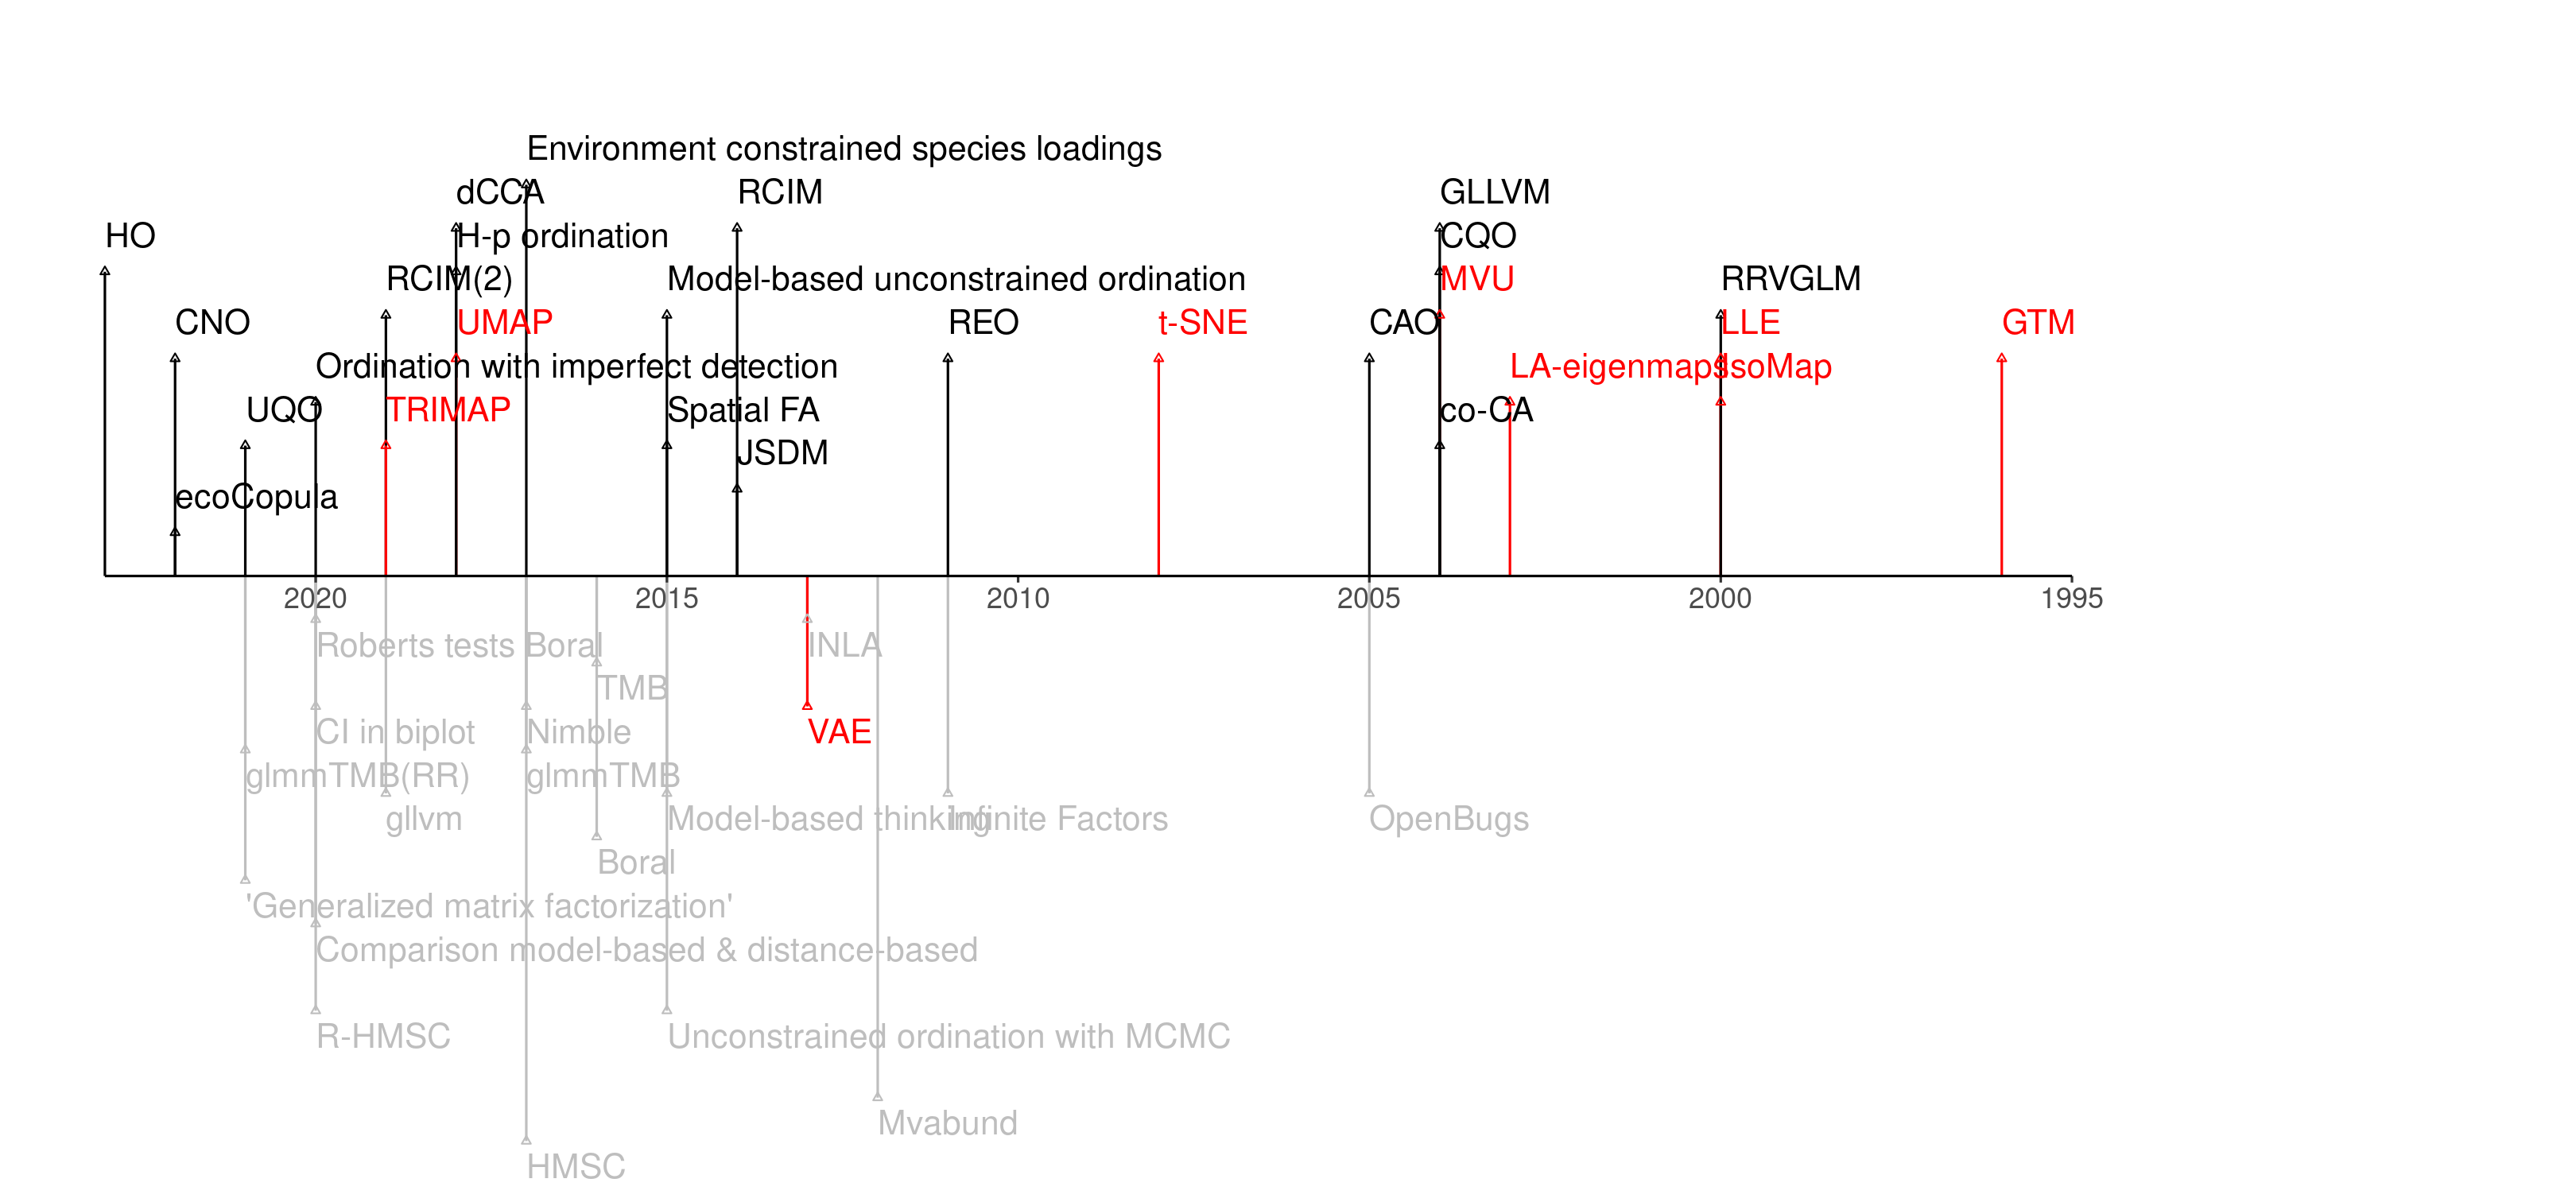 Environment constrained species loadings
dCCA
RCIM
GLLVM
HO
H-p ordination
CQO
RCIM(2)
Model-based unconstrained ordination
MVU
RRVGLM
CNO
UMAP
REO
t-SNE
CAO
LLE
GTM
Ordination with imperfect detection
LA-eigenmaps
IsoMap
UQO
TRIMAP
Spatial FA
co-CA
JSDM
ecoCopula
2020
2015
2010
2005
2000
1995
Roberts tests Boral
INLA
TMB
CI in biplot
Nimble
VAE
glmmTMB(RR)
glmmTMB
gllvm
Model-based thinking
Infinite Factors
OpenBugs
Boral
'Generalized matrix factorization'
Comparison model-based & distance-based
R-HMSC
Unconstrained ordination with MCMC
Mvabund
HMSC